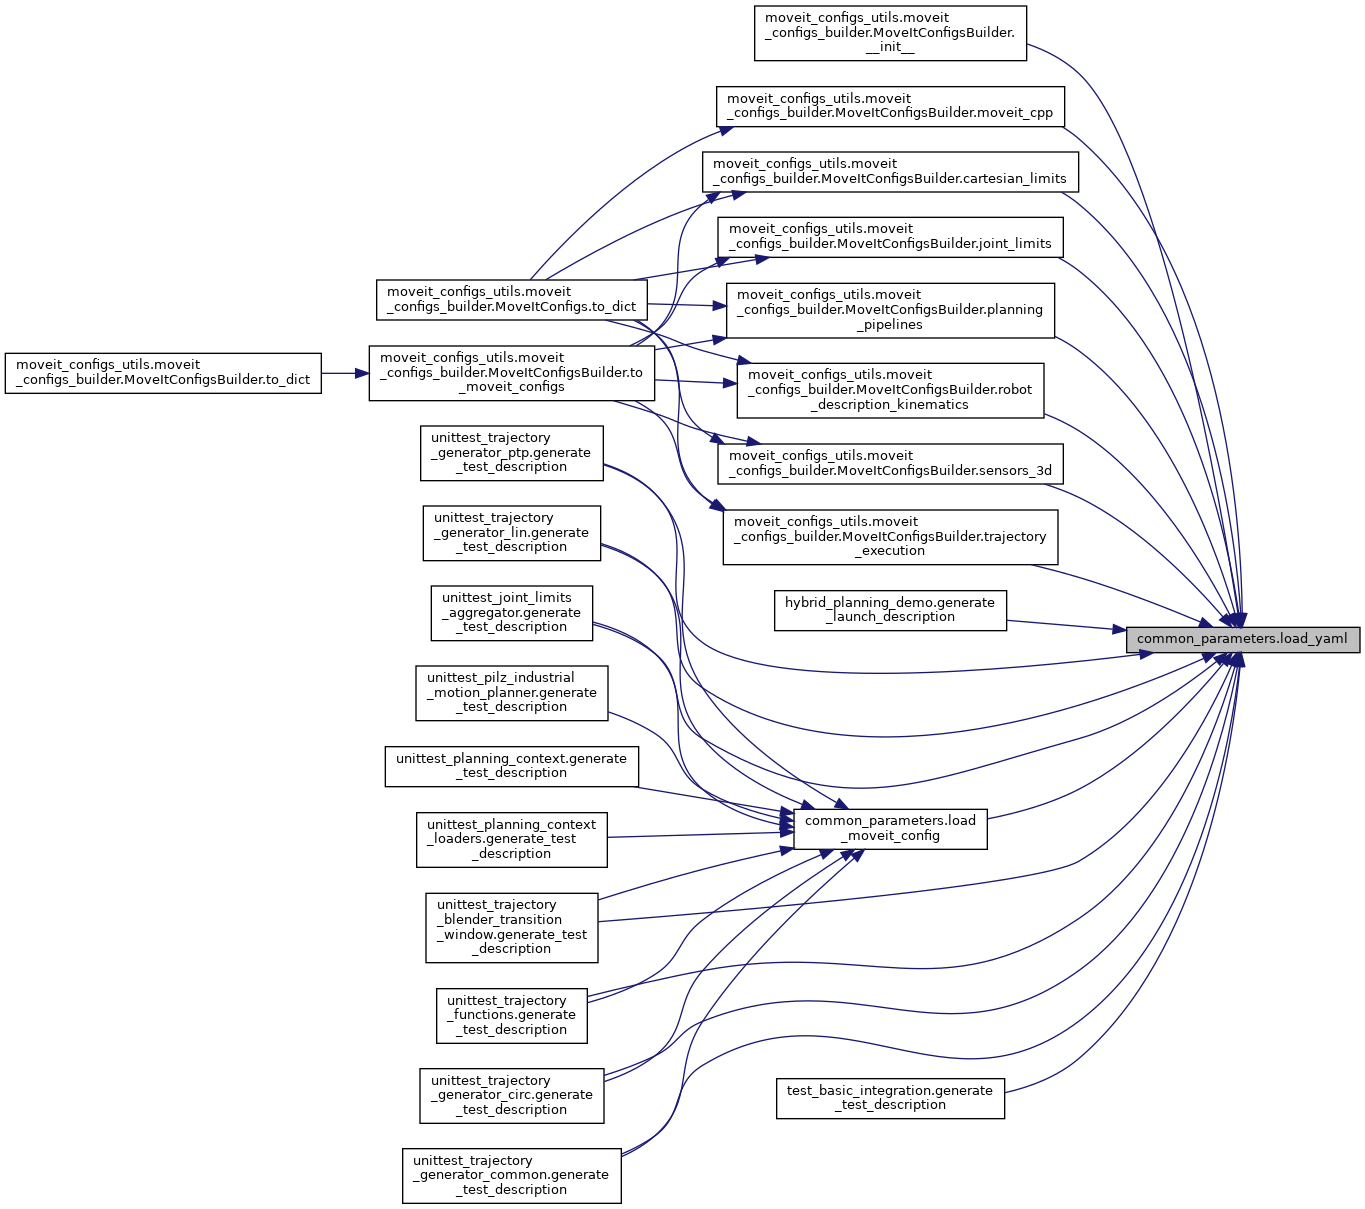 moveit_configs_utils.moveit
_configs_builder.MoveItConfigsBuilder.
__init__
moveit_configs_utils.moveit
_configs_builder.MoveItConfigsBuilder.moveit_cpp
moveit_configs_utils.moveit
_configs_builder.MoveItConfigsBuilder.cartesian_limits
moveit_configs_utils.moveit
_configs_builder.MoveItConfigsBuilder.joint_limits
moveit_configs_utils.moveit
_configs_builder.MoveItConfigs.to_dict
moveit_configs_utils.moveit
_configs_builder.MoveItConfigsBuilder.planning
_pipelines
moveit_configs_utils.moveit
_configs_builder.MoveItConfigsBuilder.to_dict
moveit_configs_utils.moveit
_configs_builder.MoveItConfigsBuilder.to
_moveit_configs
moveit_configs_utils.moveit
_configs_builder.MoveItConfigsBuilder.robot
_description_kinematics
unittest_trajectory
_generator_ptp.generate
_test_description
moveit_configs_utils.moveit
_configs_builder.MoveItConfigsBuilder.sensors_3d
unittest_trajectory
_generator_lin.generate
_test_description
moveit_configs_utils.moveit
_configs_builder.MoveItConfigsBuilder.trajectory
_execution
unittest_joint_limits
_aggregator.generate
_test_description
hybrid_planning_demo.generate
_launch_description
common_parameters.load_yaml
unittest_pilz_industrial
_motion_planner.generate
_test_description
unittest_planning_context.generate
_test_description
unittest_planning_context
_loaders.generate_test
_description
common_parameters.load
_moveit_config
unittest_trajectory
_blender_transition
_window.generate_test
_description
unittest_trajectory
_functions.generate
_test_description
unittest_trajectory
_generator_circ.generate
_test_description
test_basic_integration.generate
_test_description
unittest_trajectory
_generator_common.generate
_test_description